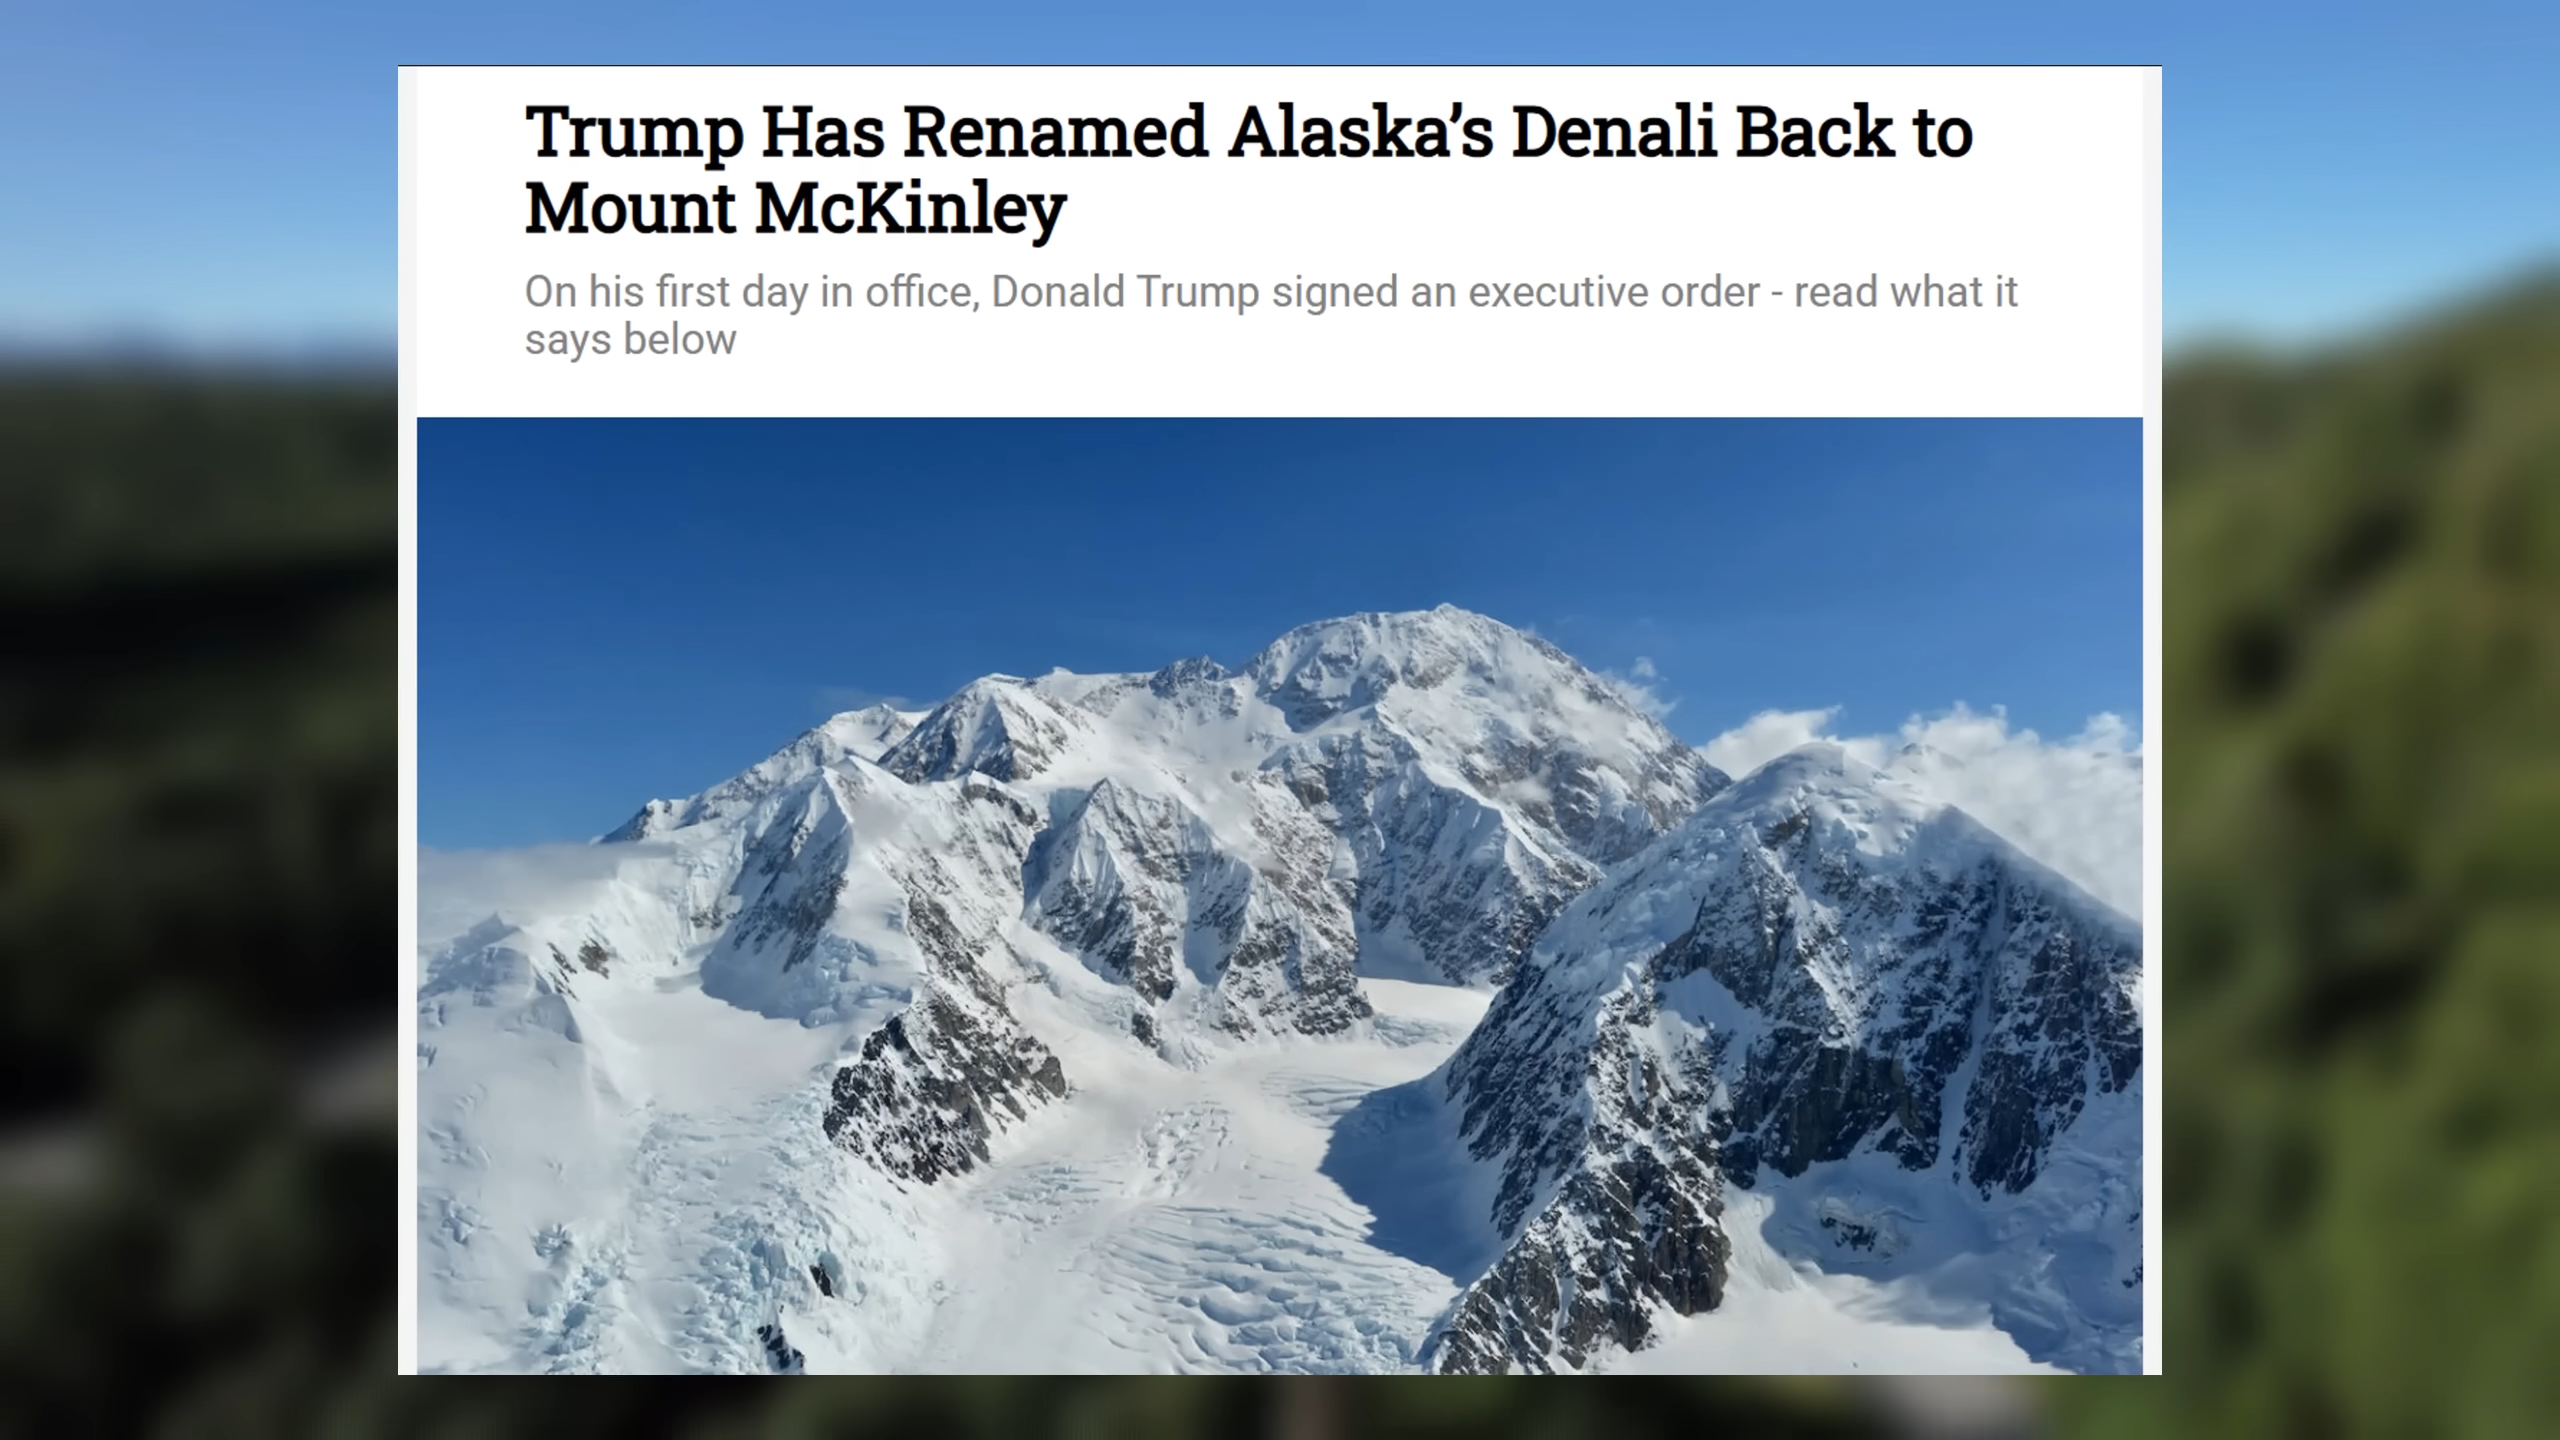 Trump Has Renamed Alaska’s Denali Back to
Mount McKinley
On his first day in office, Donald Trump signed an executive order - read what it
says below